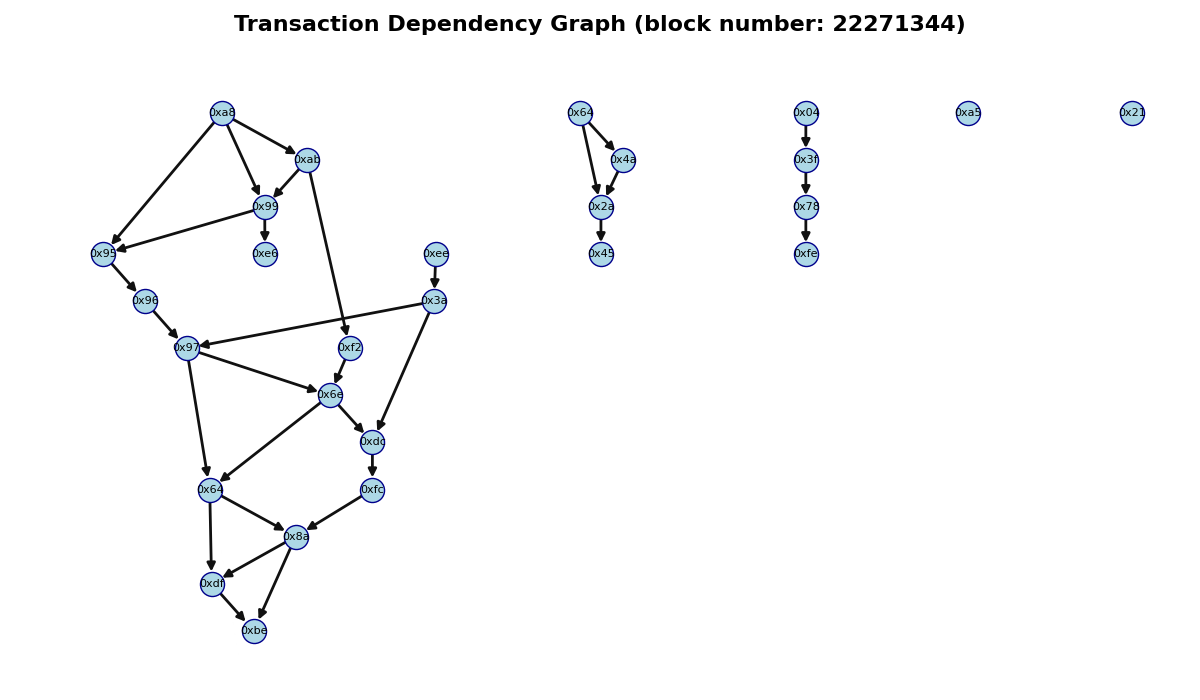 Transaction Dependency Graph (block number: 22271344)
0xa8
0x64
0x04
0xa5
0x21
0xab
0x4a
0x3f
0x99
0x2a
0x78
0x95
0xe6
0xee
0x45
0xfe
0x96
0x3a
0x97
0xf2
0x6e
0xdc
0x64
0xfc
0x8a
0xdf
0xbe